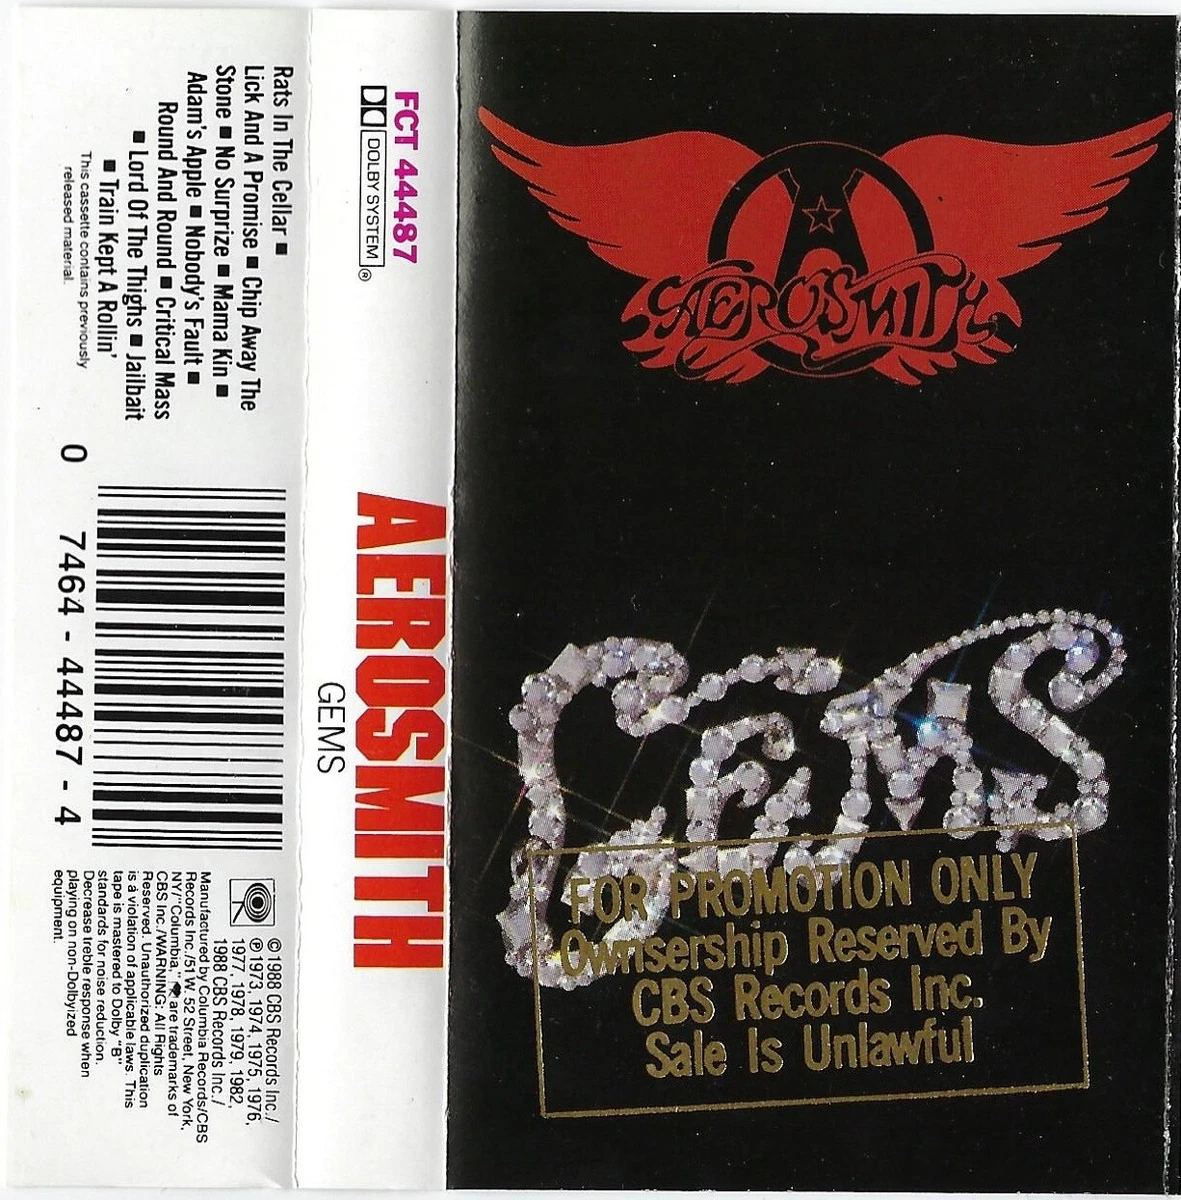 AEROSMITH
GEMS
FOR PROMOTION ONLY
Ownsership Reserved By
CBS Records Inc.
Sale Is Unlawful
FCT 44487
DOLBY SYSTEM ®
AEROSMITH
GEMS
Rats In The Cellar ■
Lick And A Promise ■ Chip Away The
Stone ■ No Surprize ■ Mama Kin ■
Adam's Apple ■ Nobody's Fault ■
Round And Round ■ Critical Mass
■ Lord Of The Thighs ■ Jailbait
■ Train Kept A Rollin'
This cassette contains previously
released material.
0 7464 - 44487 - 4
© 1988 CBS Records Inc./
℗ 1973, 1974, 1975, 1976,
1977, 1978, 1979, 1982,
1988 CBS Records Inc./
Manufactured by Columbia Records/CBS
Records Inc./51 W. 52 Street, New York,
NY/"Columbia," are trademarks of
CBS Inc./WARNING: All Rights
Reserved. Unauthorized duplication
is a violation of applicable laws. This
tape is mastered to Dolby "B"
standards for noise reduction.
Decrease treble response when
playing on non-Dolbyized
equipment.